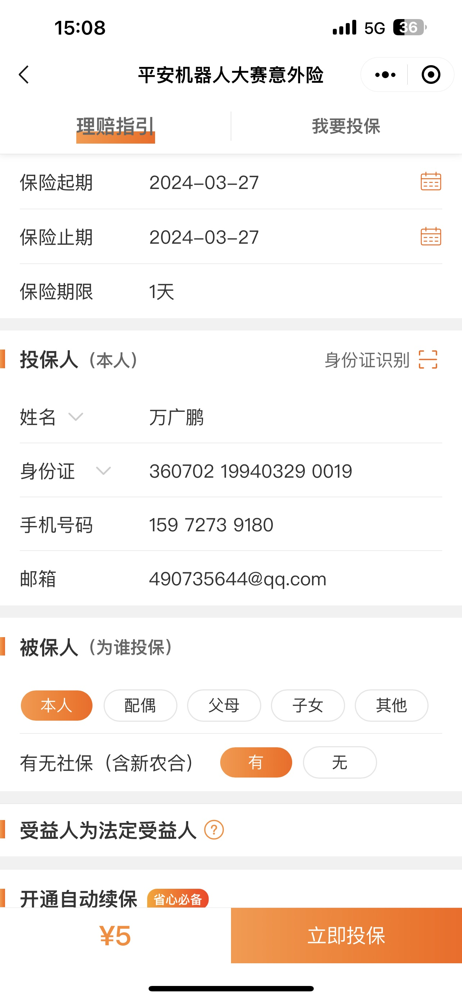 15:08 5G 36
平安机器人大赛意外险
理赔指引 我要投保
保险起期 2024-03-27
保险止期 2024-03-27
保险期限 1天
投保人（本人） 身份证识别
姓名 万广鹏
身份证 360702 19940329 0019
手机号码 159 7273 9180
邮箱 490735644@qq.com
被保人（为谁投保）
本人 配偶 父母 子女 其他
有无社保（含新农合） 有 无
受益人为法定受益人 ?
开通自动续保 省心必备
¥5 立即投保